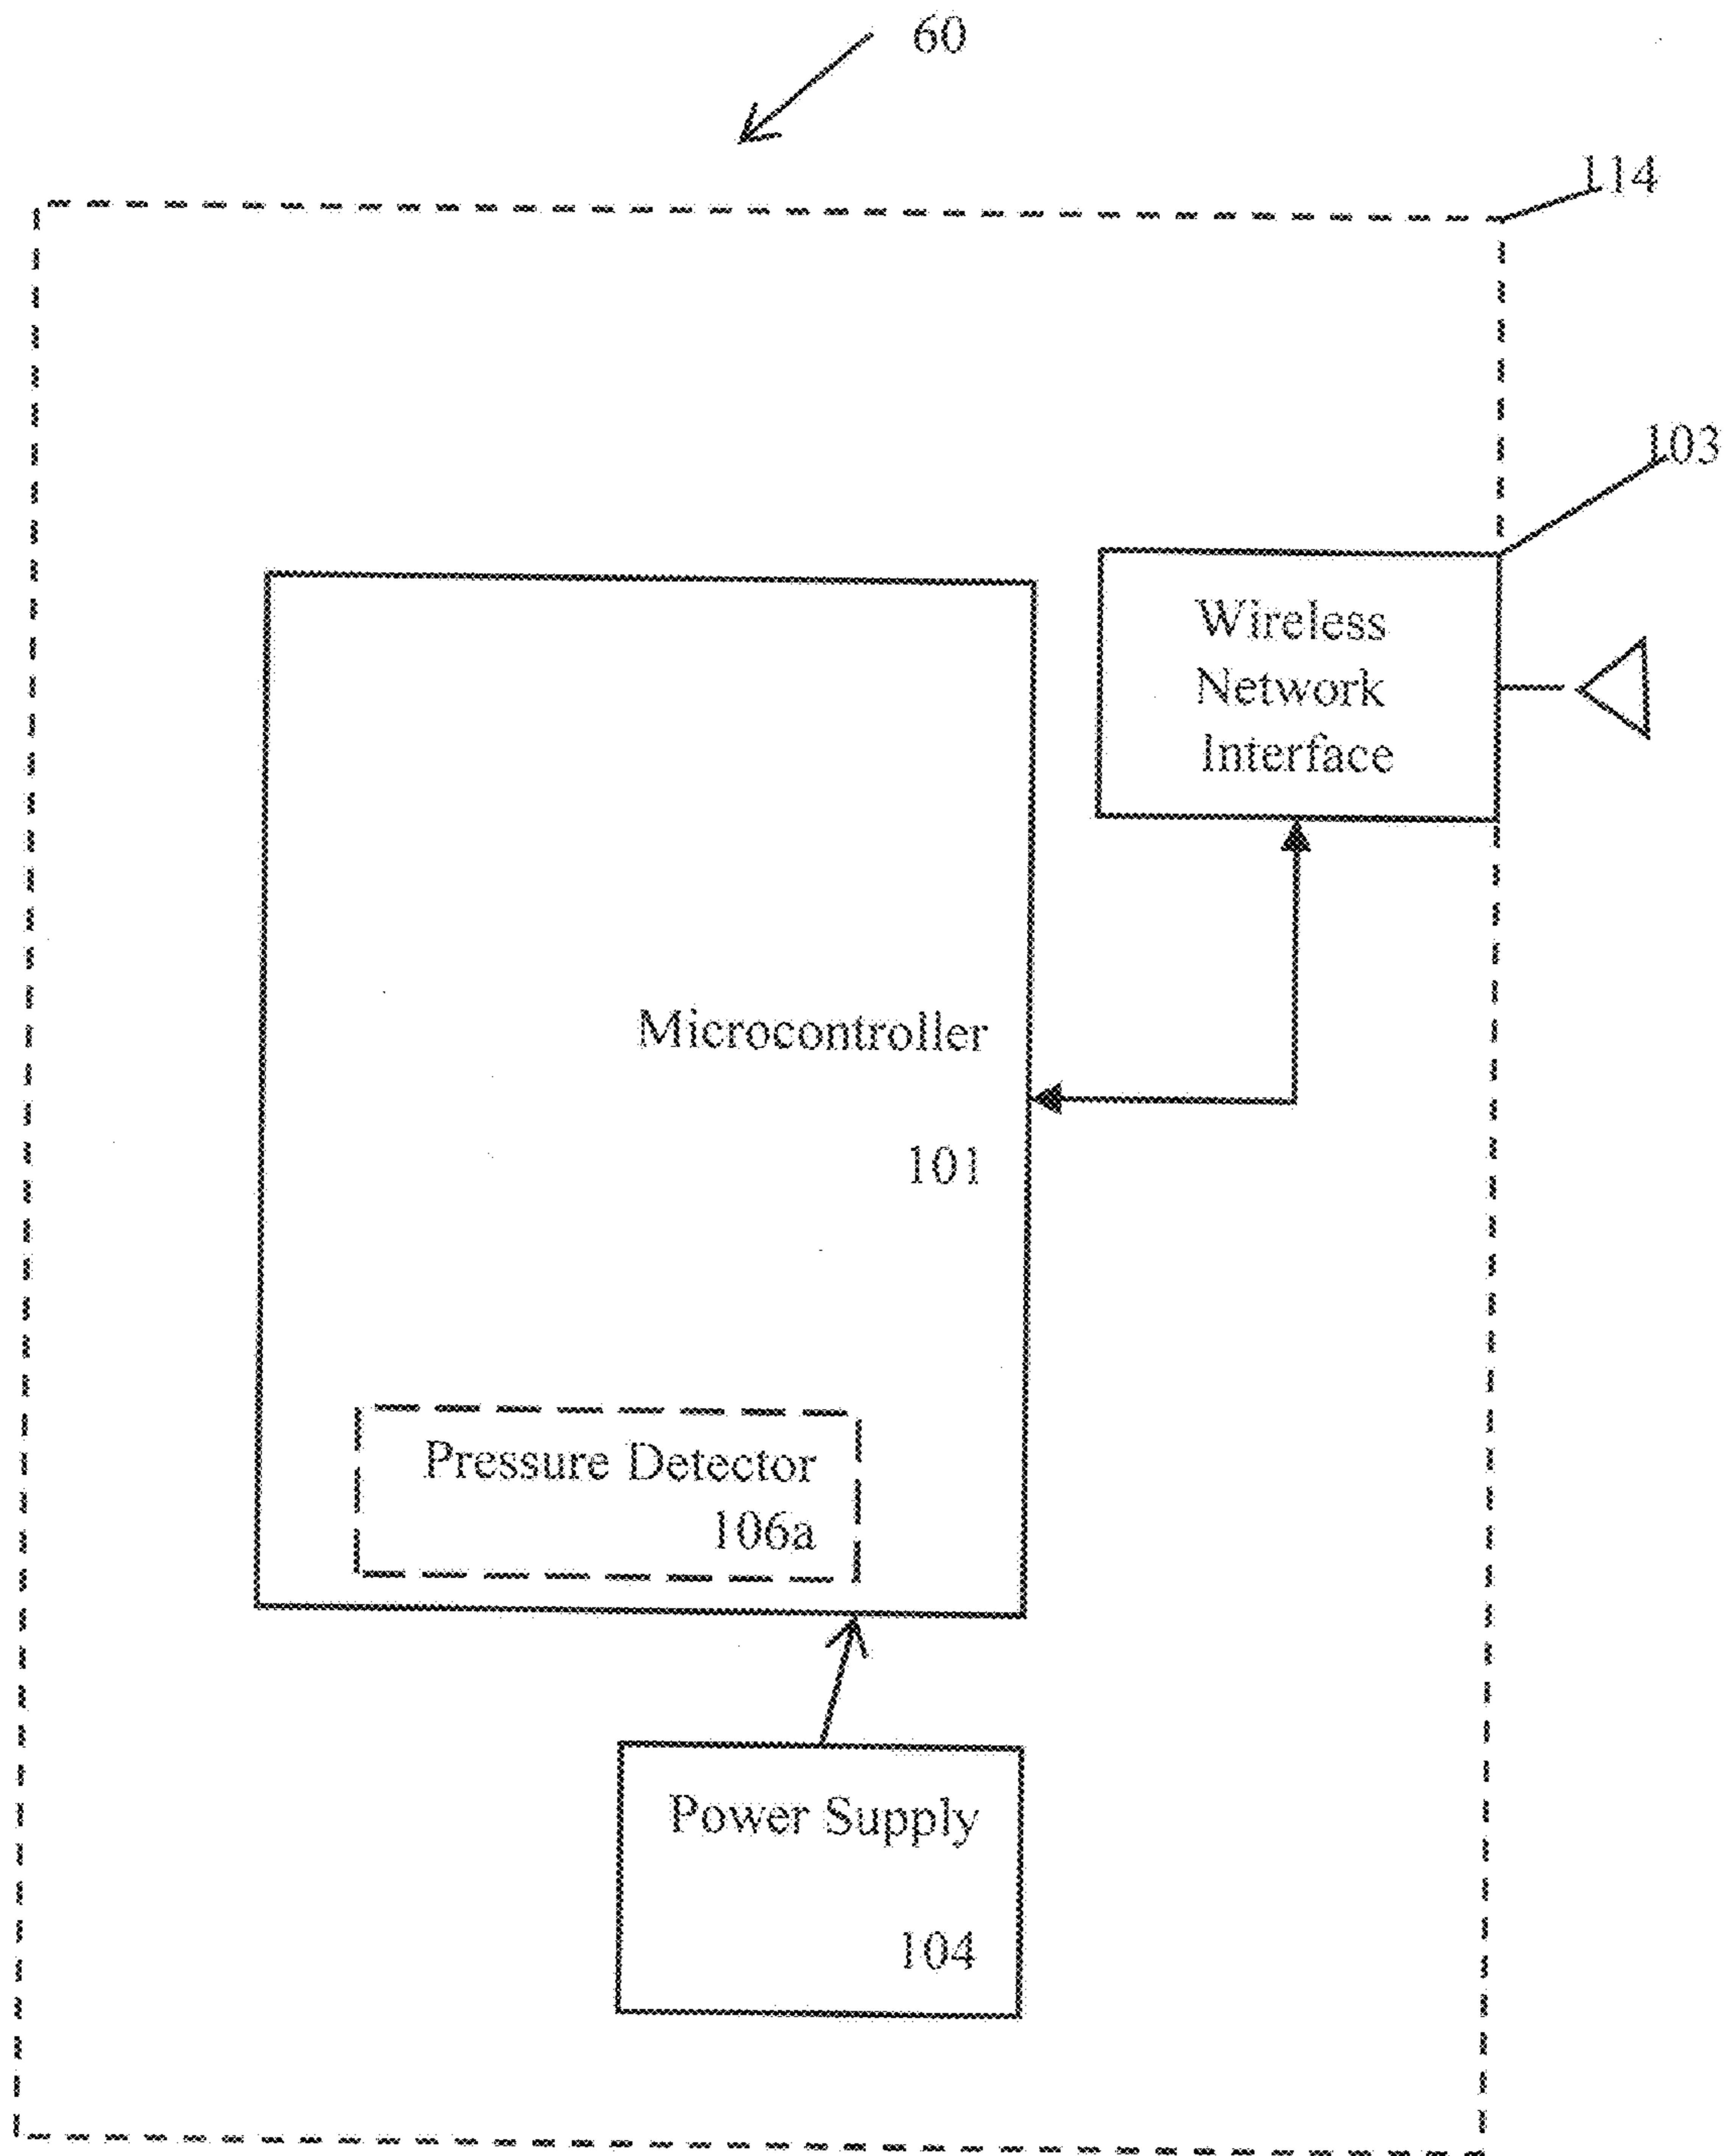 60
114
103
Wireless
Network
Interface
Microcontroller
101
Pressure Detector
106a
Power Supply
104